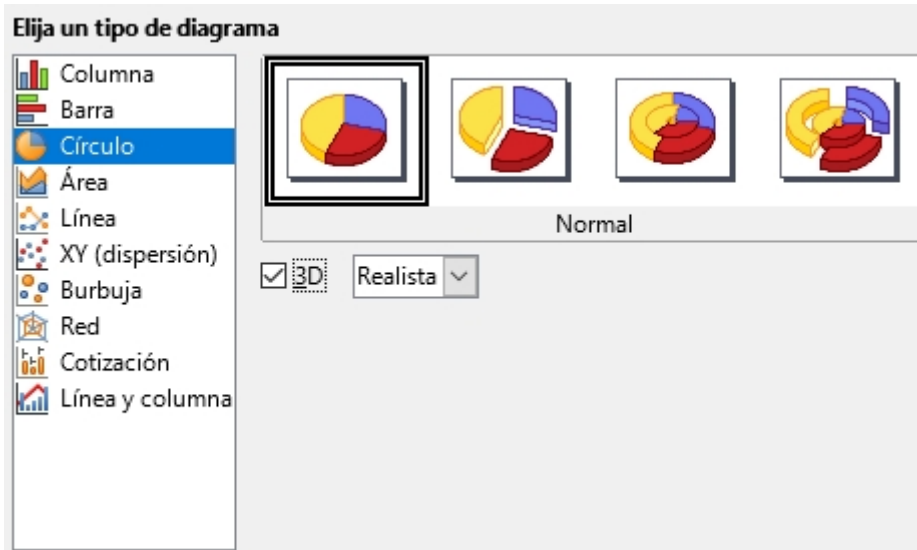 Elija un tipo de diagrama
Columna
Barra
Círculo
Área
Línea
XY (dispersión)
Burbuja
Red
Cotización
Línea y columna
Normal
3D Realista